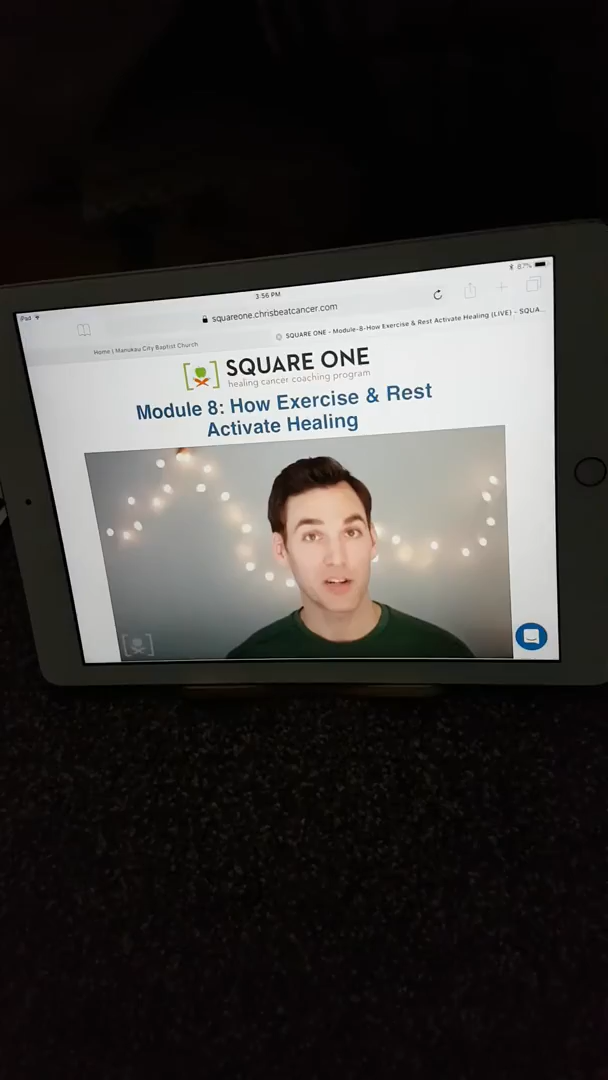 iPad
3:56 PM
87%
squareone.chrisbeatcancer.com
Home | Manukau City Baptist Church
SQUARE ONE - Module-8-How Exercise & Rest Activate Healing (LIVE) - SQUA...
SQUARE ONE
healing cancer coaching program
Module 8: How Exercise & Rest
Activate Healing